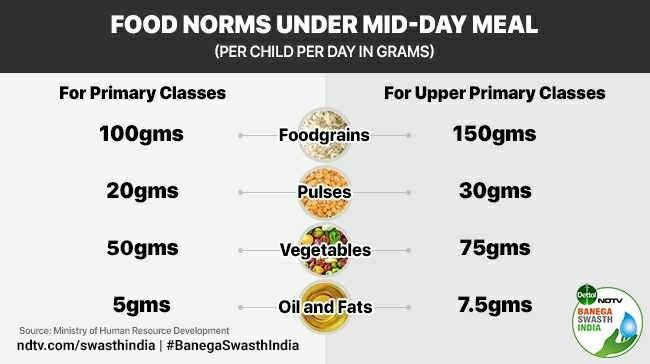 FOOD NORMS UNDER MID-DAY MEAL
(PER CHILD PER DAY IN GRAMS)
For Primary Classes For Upper Primary Classes
100gms Foodgrains 150gms
20gms Pulses 30gms
50gms Vegetables 75gms
5gms Oil and Fats 7.5gms
Source: Ministry of Human Resource Development
ndtv.com/swasthindia | #BanegaSwasthIndia
Dettol NDTV
BANEGA
SWASTH
INDIA